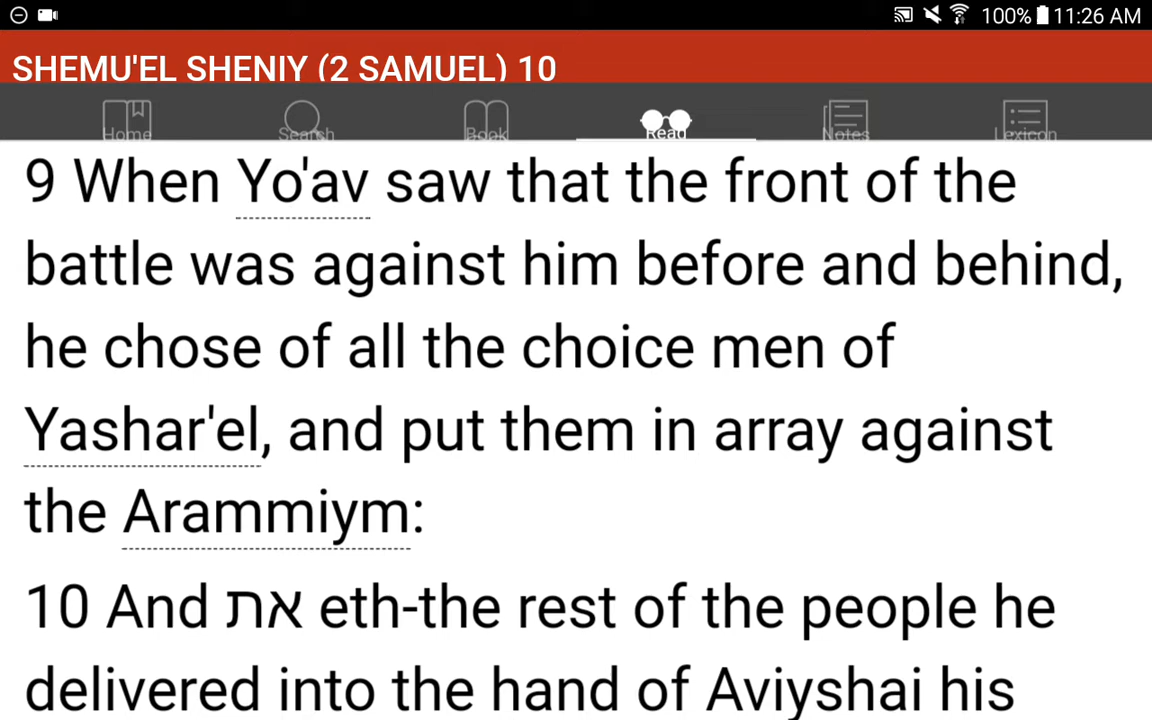 100% 11:26 AM
SHEMU'EL SHENIY (2 SAMUEL) 10
Home Search Book Read Notes Lexicon
9 When Yo'av saw that the front of the
battle was against him before and behind,
he chose of all the choice men of
Yashar'el, and put them in array against
the Arammiym:
10 And את eth-the rest of the people he
delivered into the hand of Aviyshai his